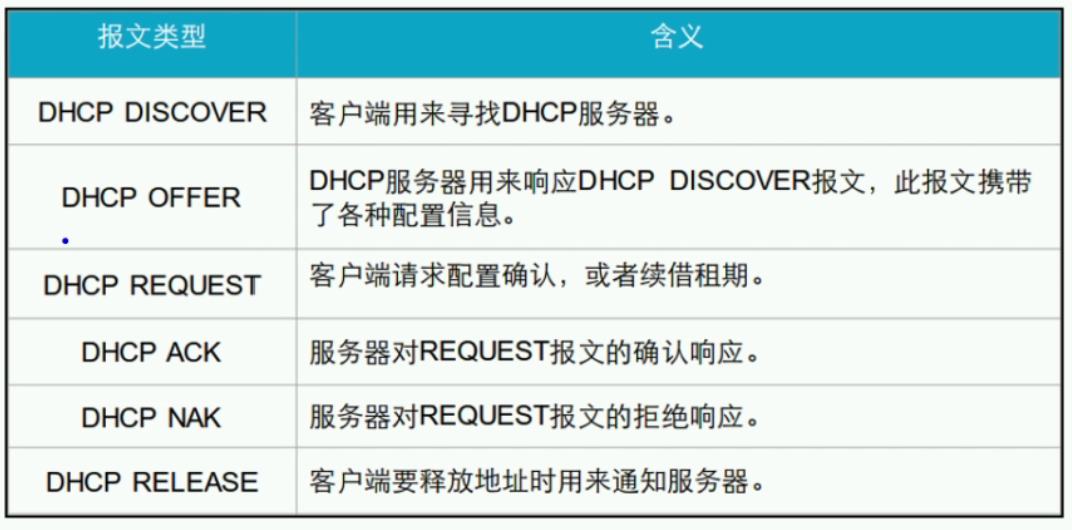 报文类型 含义
DHCP DISCOVER 客户端用来寻找DHCP服务器。
DHCP OFFER DHCP服务器用来响应DHCP DISCOVER报文，此报文携带
了各种配置信息。
DHCP REQUEST 客户端请求配置确认，或者续借租期。
DHCP ACK 服务器对REQUEST报文的确认响应。
DHCP NAK 服务器对REQUEST报文的拒绝响应。
DHCP RELEASE 客户端要释放地址时用来通知服务器。